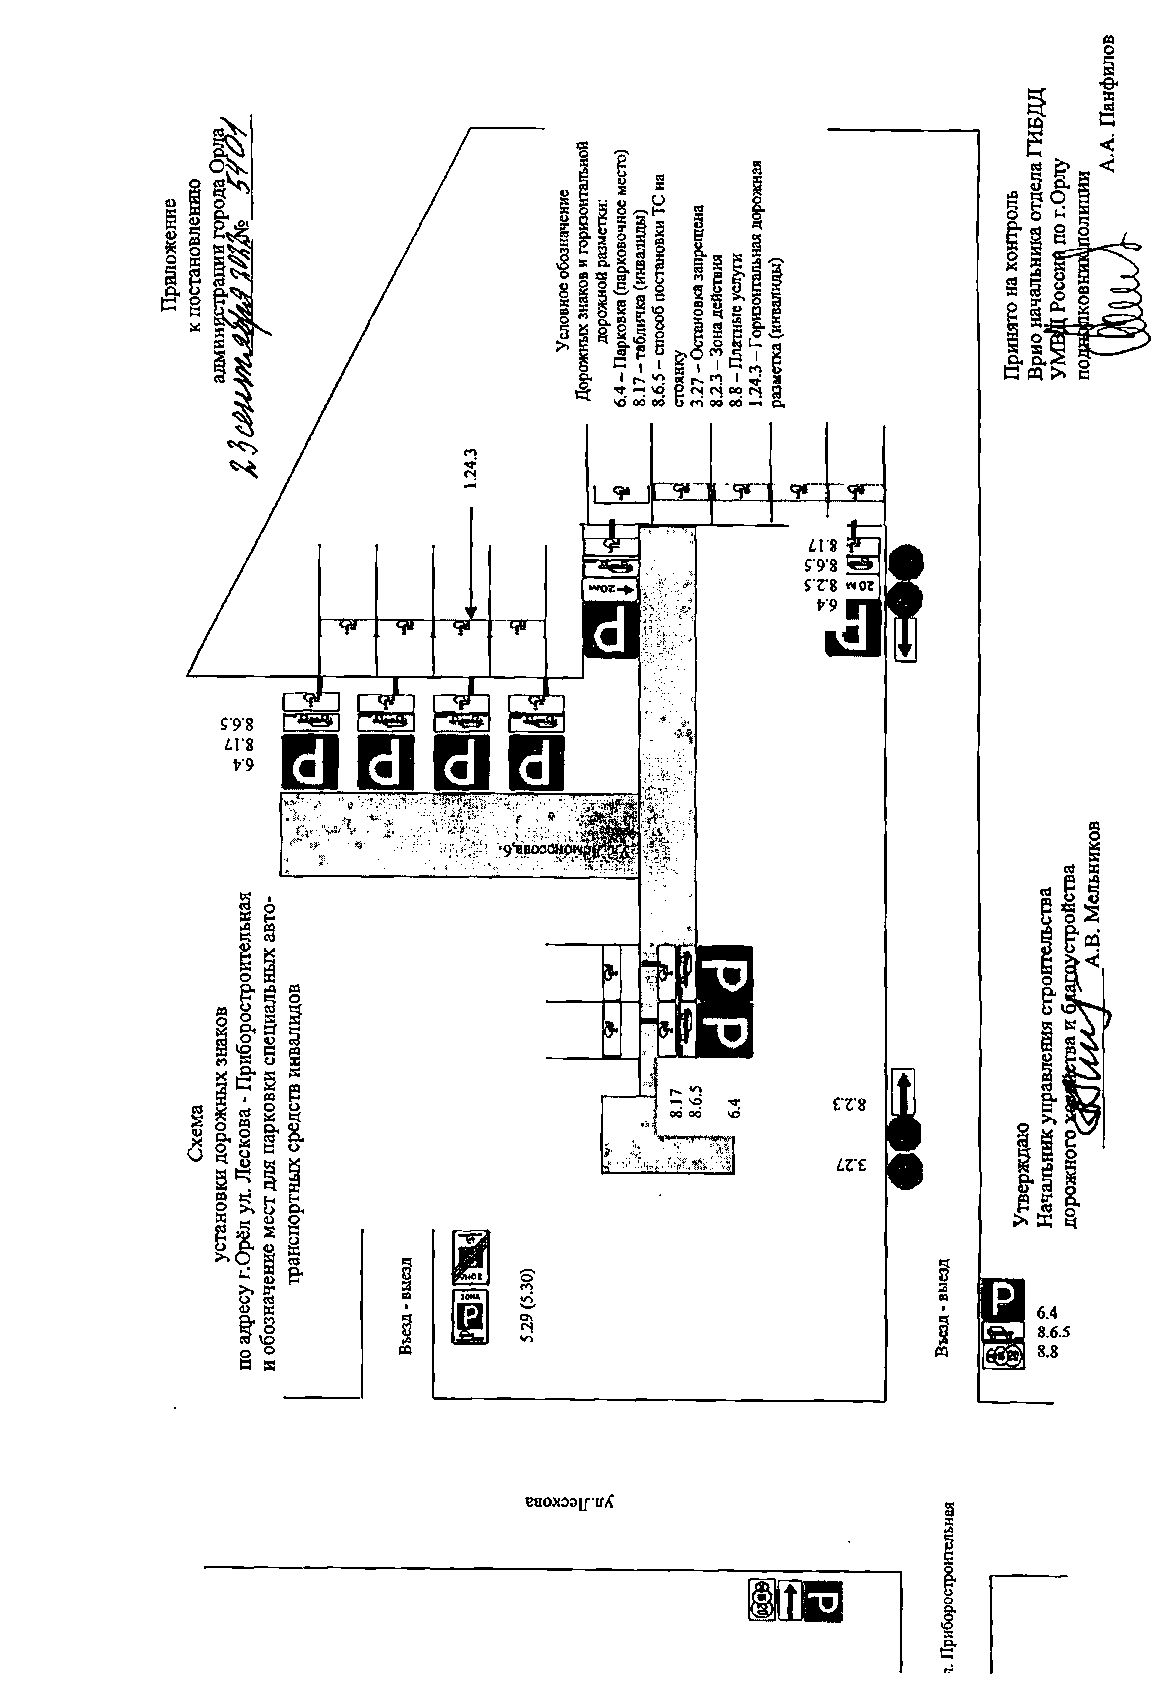 Приложение
к постановлению
администрации города Орла
23 сентября 2022 № 5401
Схема
установки дорожных знаков
по адресу г.Орёл ул. Лескова - Приборостроительная
и обозначение мест для парковки специальных авто-
транспортных средств инвалидов
6.4
8.17
8.6.5
1.24.3
Условное обозначение
Дорожных знаков и горизонтальной
дорожной разметки:
6.4 – Парковка (парковочное место)
8.17 – табличка (инвалиды)
8.6.5 – способ постановки ТС на
стоянку
3.27 – Остановка запрещена
8.2.3 – Зона действия
8.8 – Платные услуги
1.24.3 – Горизонтальная дорожная
разметка (инвалиды)
ул.Ломоносова,6.
P
P
P
P
P
20м
6.4
8.2.5
8.6.5
8.17
20 м
P
P
8.17
8.6.5
6.4
3.27
8.2.3
Въезд - выезд
ЗОНА
P
ЗОНА
5.29 (5.30)
Въезд - выезд
P
6.4
8.6.5
8.8
ул.Лескова
P
Приборостроительная
Утверждаю
Начальник управления строительства
дорожного хозяйства и благоустройства
А.В. Мельников
Принято на контроль
Врио начальника отдела ГИБДД
УМВД России по г.Орлу
подполковник полиции
А.А. Панфилов